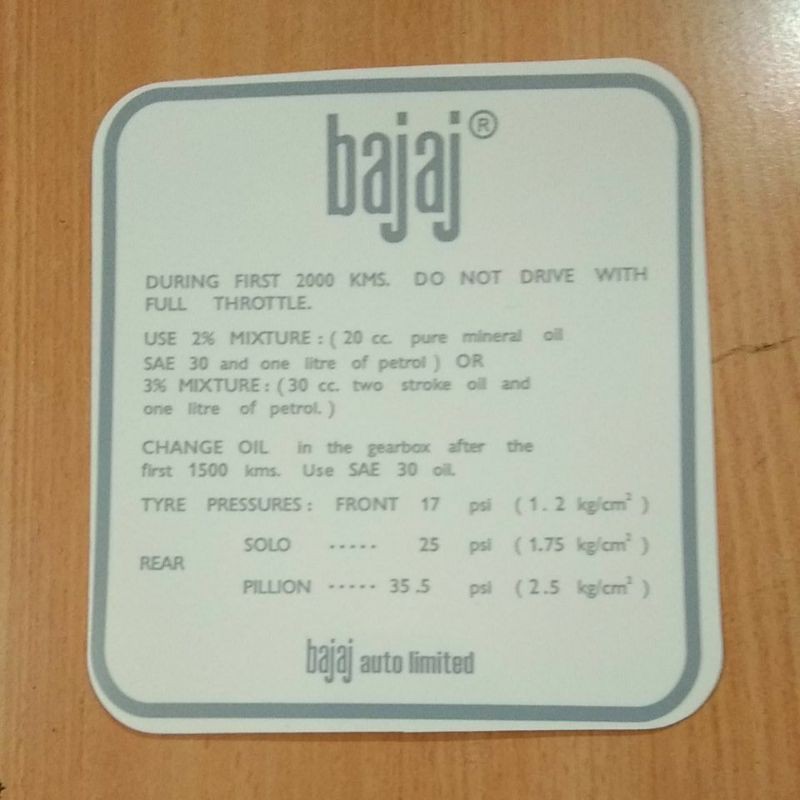 bajaj®
DURING FIRST 2000 KMS. DO NOT DRIVE WITH
FULL THROTTLE.
USE 2% MIXTURE : ( 20 cc. pure mineral oil
SAE 30 and one litre of petrol ) OR
3% MIXTURE : ( 30 cc. two stroke oil and
one litre of petrol. )
CHANGE OIL in the gearbox after the
first 1500 kms. Use SAE 30 oil.
TYRE PRESSURES : FRONT 17 psi ( 1. 2 kg/cm² )
SOLO ----- 25 psi ( 1.75 kg/cm² )
REAR
PILLION ----- 35 .5 psi ( 2.5 kg/cm² )
bajaj auto limited